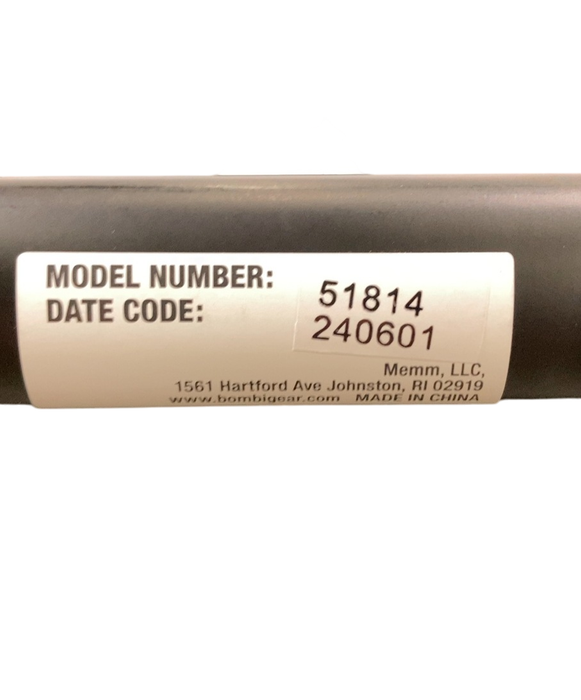 MODEL NUMBER: 51814
DATE CODE: 240601
Memm, LLC,
1561 Hartford Ave Johnston, RI 02919
www.bombigear.com MADE IN CHINA